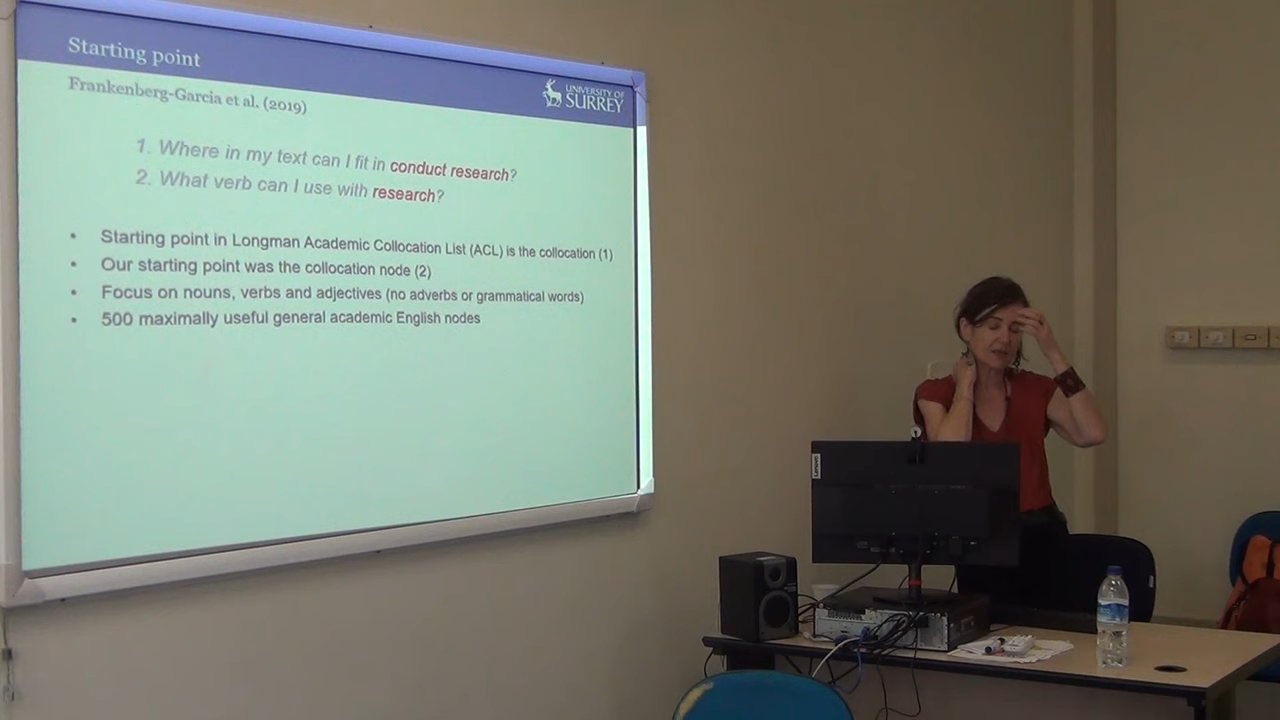 Starting point
Frankenberg-Garcia et al. (2019)
UNIVERSITY OF
SURREY
1. Where in my text can I fit in conduct research?
2. What verb can I use with research?
• Starting point in Longman Academic Collocation List (ACL) is the collocation (1)
• Our starting point was the collocation node (2)
• Focus on nouns, verbs and adjectives (no adverbs or grammatical words)
• 500 maximally useful general academic English nodes
Lenovo